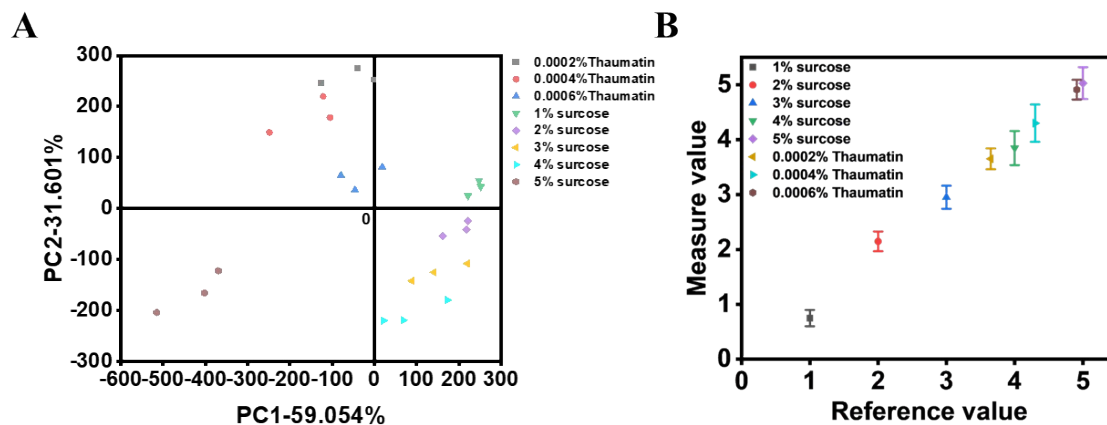 A
PC2-31.601%
300
200
100
0
-100
-200
-300
0
-600-500-400-300-200-100 0 100 200 300
PC1-59.054%
0.0002%Thaumatin
0.0004%Thaumatin
0.0006%Thaumatin
1% surcose
2% surcose
3% surcose
4% surcose
5% surcose
B
Measure value
5
4
3
2
1
0
1% surcose
2% surcose
3% surcose
4% surcose
5% surcose
0.0002% Thaumatin
0.0004% Thaumatin
0.0006% Thaumatin
0 1 2 3 4 5
Reference value